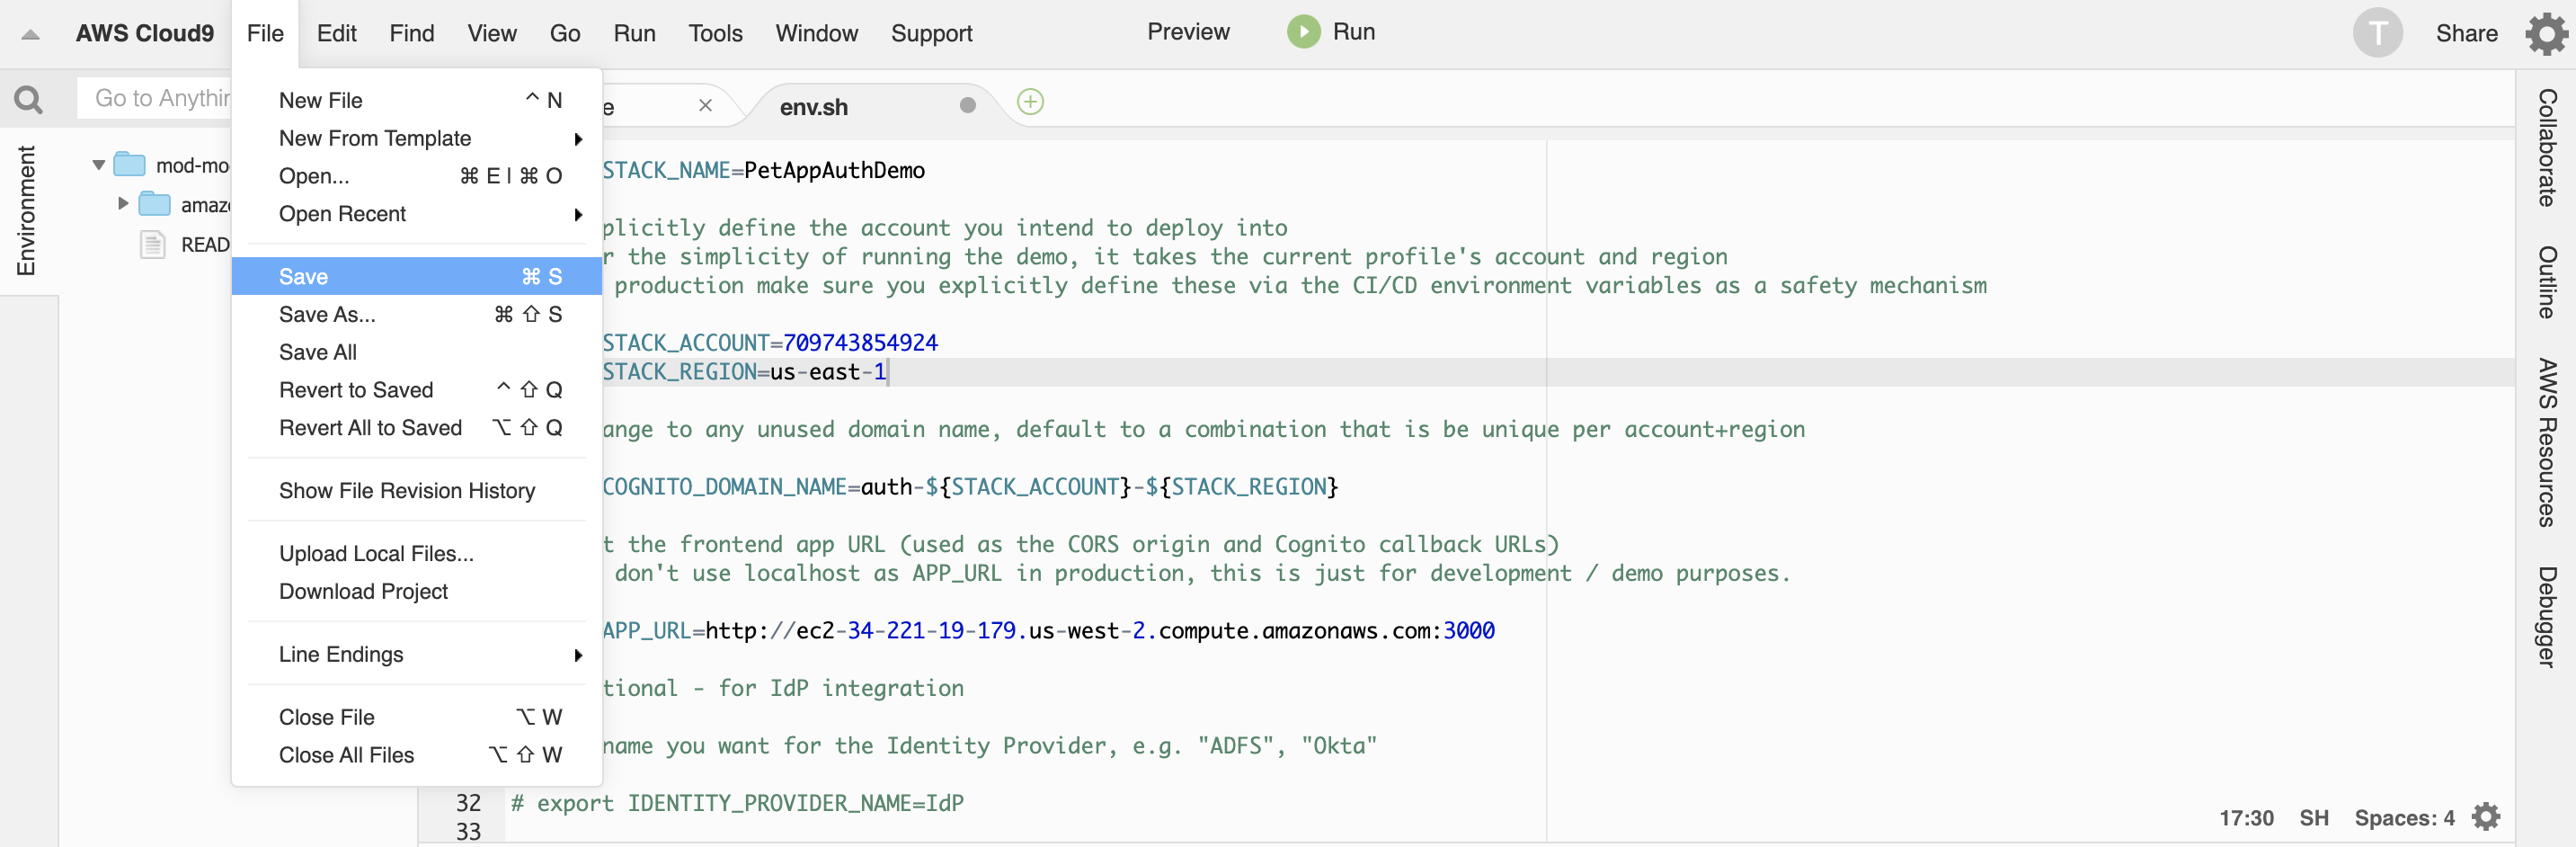 AWS Cloud9 File Edit Find View Go Run Tools Window Support Preview Run T Share
Go to Anythin
Environment
mod-mo
amaz
READ
New File ^ N
New From Template
Open... ⌘ E | ⌘ O
Open Recent
Save ⌘ S
Save As... ⌘ ⇧ S
Save All
Revert to Saved ^ ⇧ Q
Revert All to Saved ⌥ ⇧ Q
Show File Revision History
Upload Local Files...
Download Project
Line Endings
Close File ⌥ W
Close All Files ⌥ ⇧ W
e × env.sh
STACK_NAME=PetAppAuthDemo
plicitly define the account you intend to deploy into
r the simplicity of running the demo, it takes the current profile's account and region
production make sure you explicitly define these via the CI/CD environment variables as a safety mechanism
STACK_ACCOUNT=709743854924
STACK_REGION=us-east-1
ange to any unused domain name, default to a combination that is be unique per account+region
COGNITO_DOMAIN_NAME=auth-${STACK_ACCOUNT}-${STACK_REGION}
t the frontend app URL (used as the CORS origin and Cognito callback URLs)
don't use localhost as APP_URL in production, this is just for development / demo purposes.
APP_URL=http://ec2-34-221-19-179.us-west-2.compute.amazonaws.com:3000
tional - for IdP integration
name you want for the Identity Provider, e.g. "ADFS", "Okta"
32 # export IDENTITY_PROVIDER_NAME=IdP
33
17:30 SH Spaces: 4
Collaborate
Outline
AWS Resources
Debugger